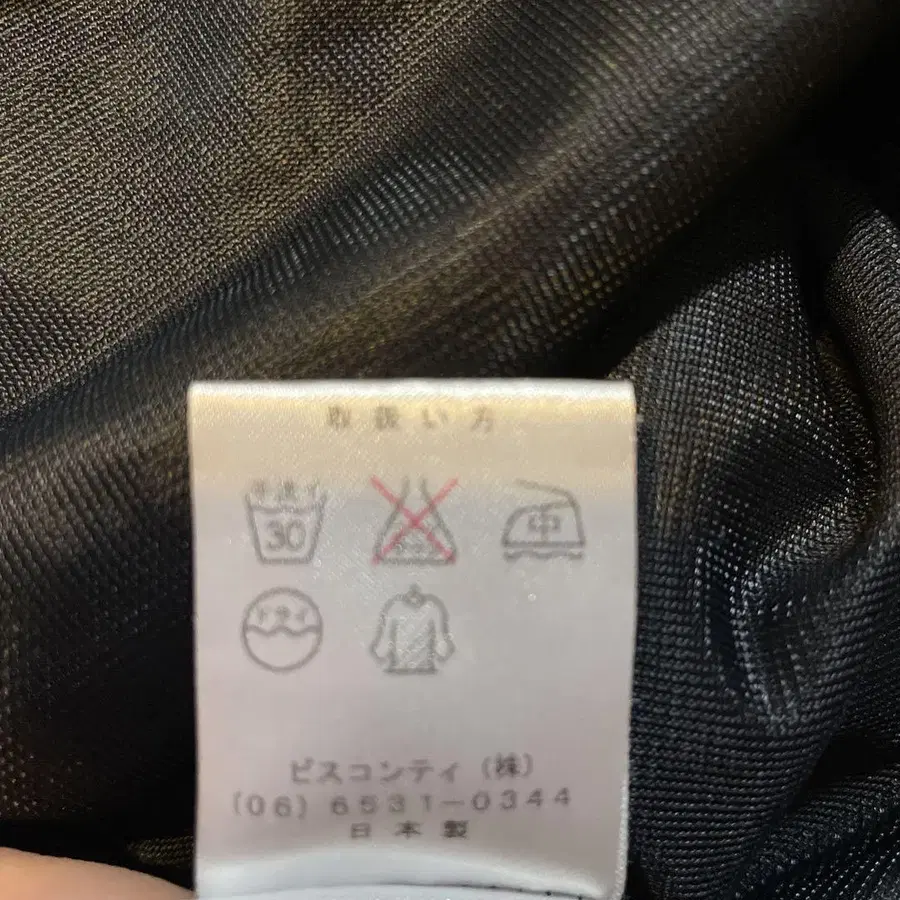 取扱い方
手洗イ 30 中
ドライ
ビスコンティ(株)
(06)6531-0344
日本製